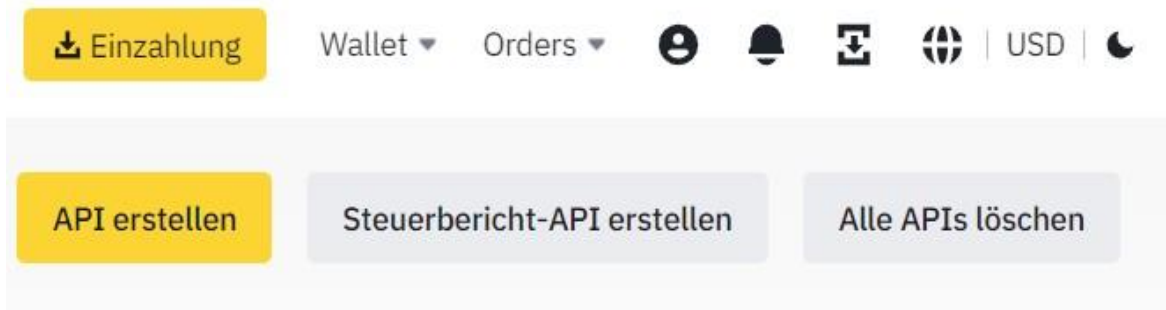 Einzahlung Wallet Orders USD
API erstellen Steuerbericht-API erstellen Alle APIs löschen